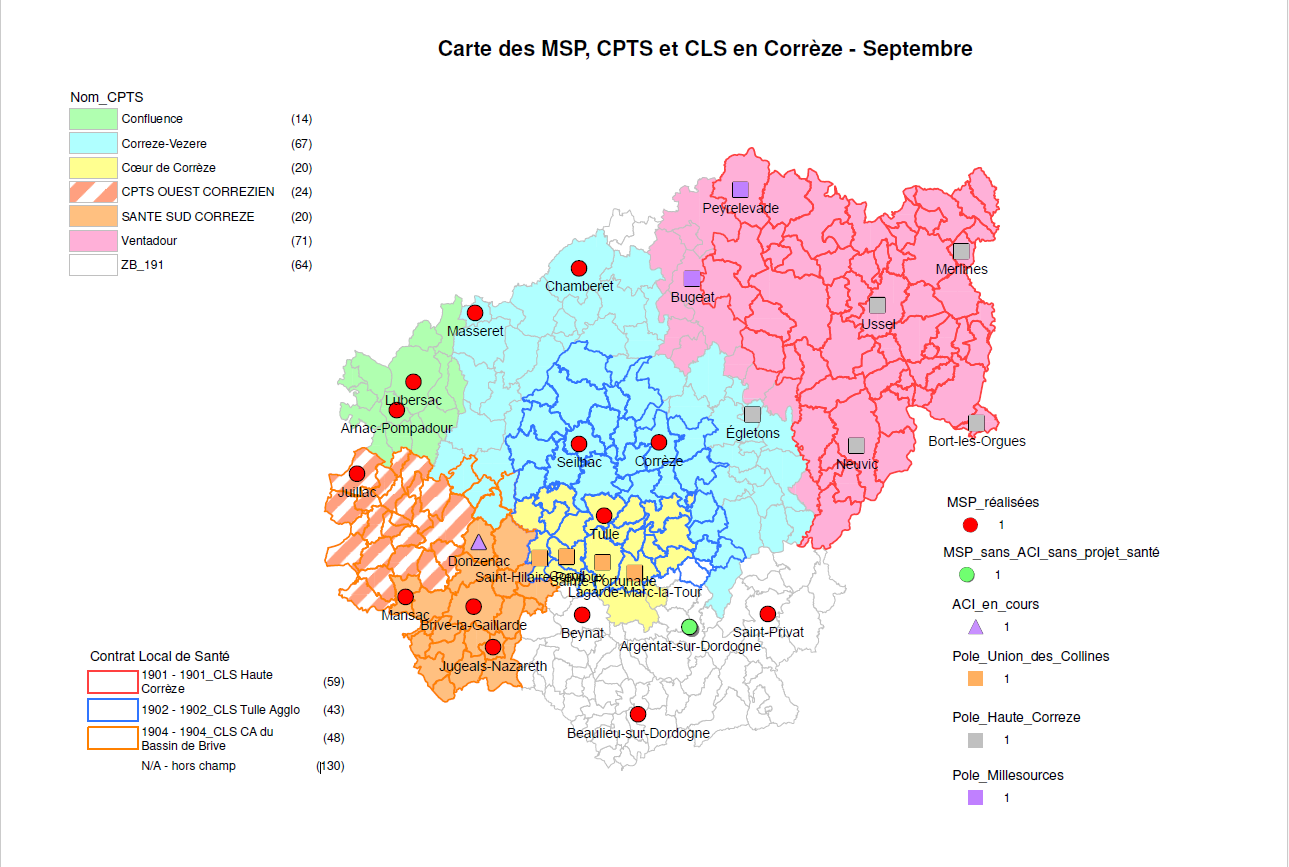 Carte des MSP, CPTS et CLS en Corrèze - Septembre
Nom_CPTS
Confluence (14)
Correze-Vezere (67)
Cœur de Corrèze (20)
CPTS OUEST CORREZIEN (24)
SANTE SUD CORREZE (20)
Ventadour (71)
ZB_191 (64)
Peyrelevade
Merlines
Chamberet
Bugeat
Masseret
Ussel
Lubersac
Arnac-Pompadour
Égletons
Bort-les-Orgues
Seilhac
Corrèze
Neuvic
Juillac
Tulle
Donzenac
Saint-Hilaire-Peyroux
Sainte-Fortunade
Lagarde-Marc-la-Tour
Mansac
Brive-la-Gaillarde
Beynat
Saint-Privat
Argentat-sur-Dordogne
Jugeals-Nazareth
Beaulieu-sur-Dordogne
MSP_réalisées
1
MSP_sans_ACI_sans_projet_santé
1
ACI_en_cours
1
Pole_Union_des_Collines
1
Pole_Haute_Correze
1
Pole_Millesources
1
Contrat Local de Santé
1901 - 1901_CLS Haute
Corrèze (59)
1902 - 1902_CLS Tulle Agglo (43)
1904 - 1904_CLS CA du
Bassin de Brive (48)
N/A - hors champ (130)